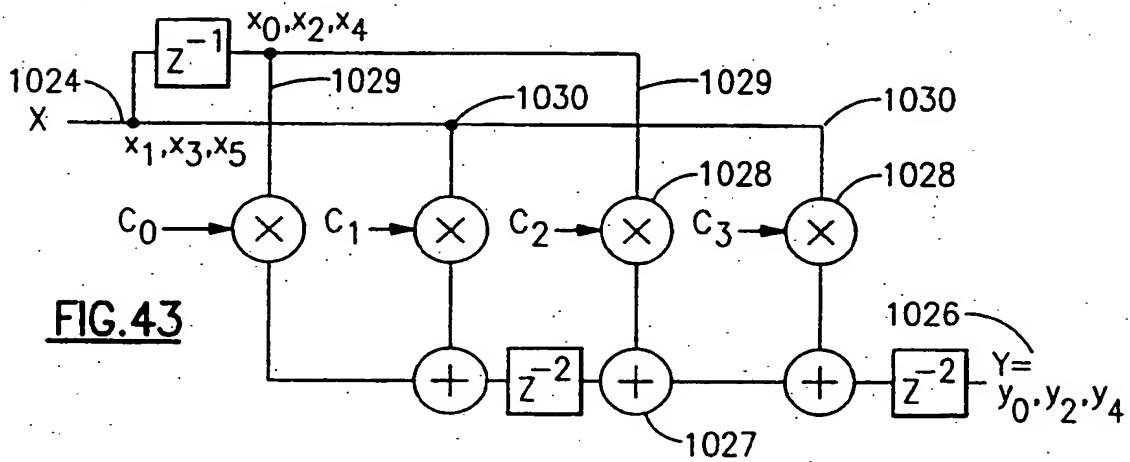 x₀,x₂,x₄
z⁻¹
1024
1029
1030
1029
1030
X
x₁,x₃,x₅
1028
1028
C₀
×
C₁
×
C₂
×
C₃
×
FIG.43
1026
+
z⁻²
+
+
z⁻²
Y=
y₀,y₂,y₄
1027